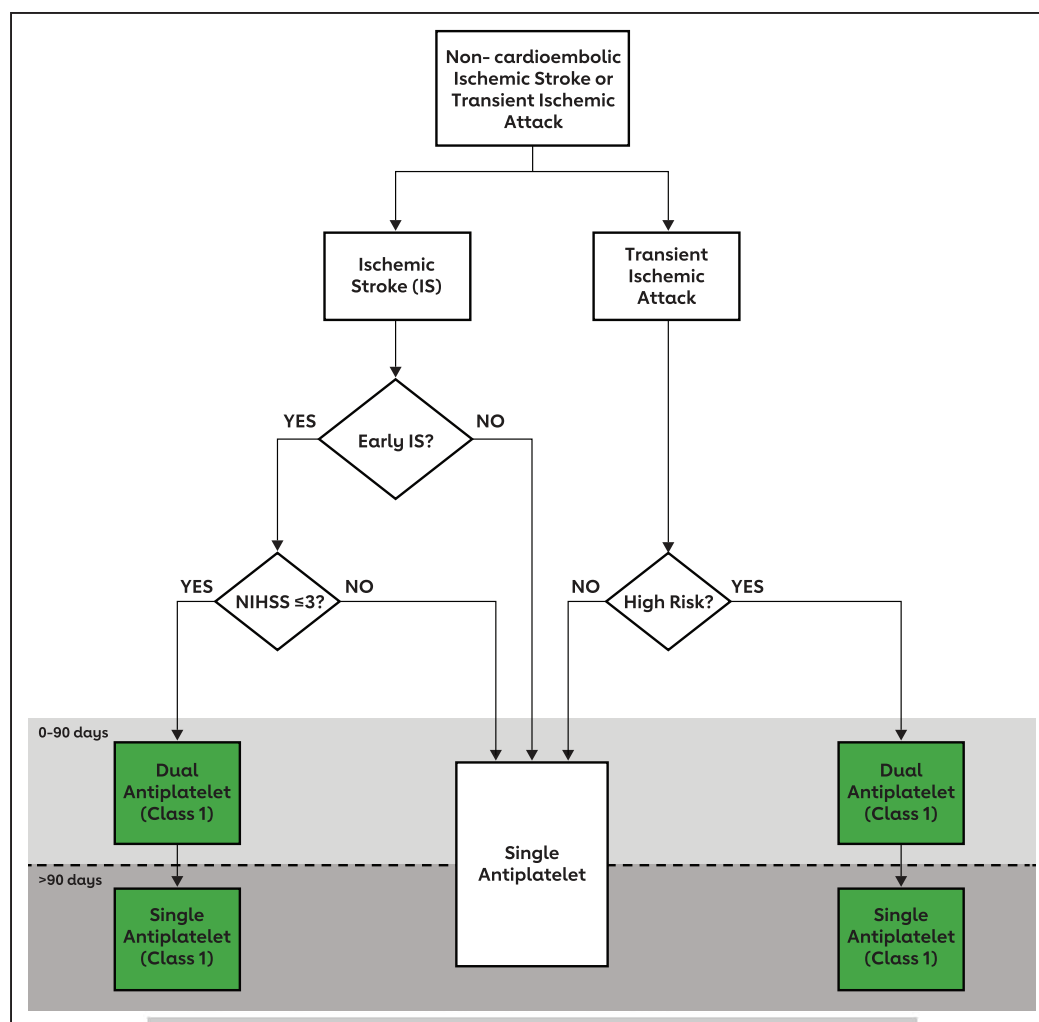 Non- cardioembolic
Ischemic Stroke or
Transient Ischemic
Attack
Ischemic
Stroke (IS)
Transient
Ischemic
Attack
YES
NO
Early IS?
YES
NO
NIHSS ≤3?
NO
YES
High Risk?
0-90 days
Dual
Antiplatelet
(Class 1)
Single
Antiplatelet
Dual
Antiplatelet
(Class 1)
>90 days
Single
Antiplatelet
(Class 1)
Single
Antiplatelet
(Class 1)